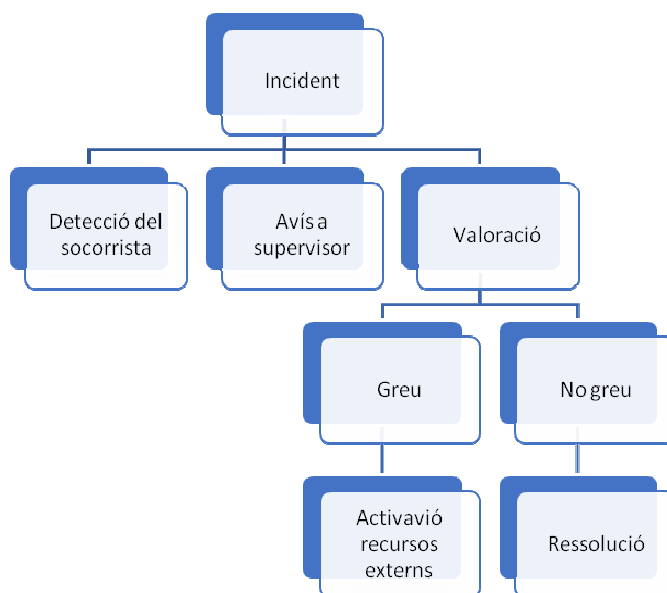 Incident
Detecció del
socorrista
Avís a
supervisor
Valoració
Greu
No greu
Activavió
recursos
externs
Ressolució